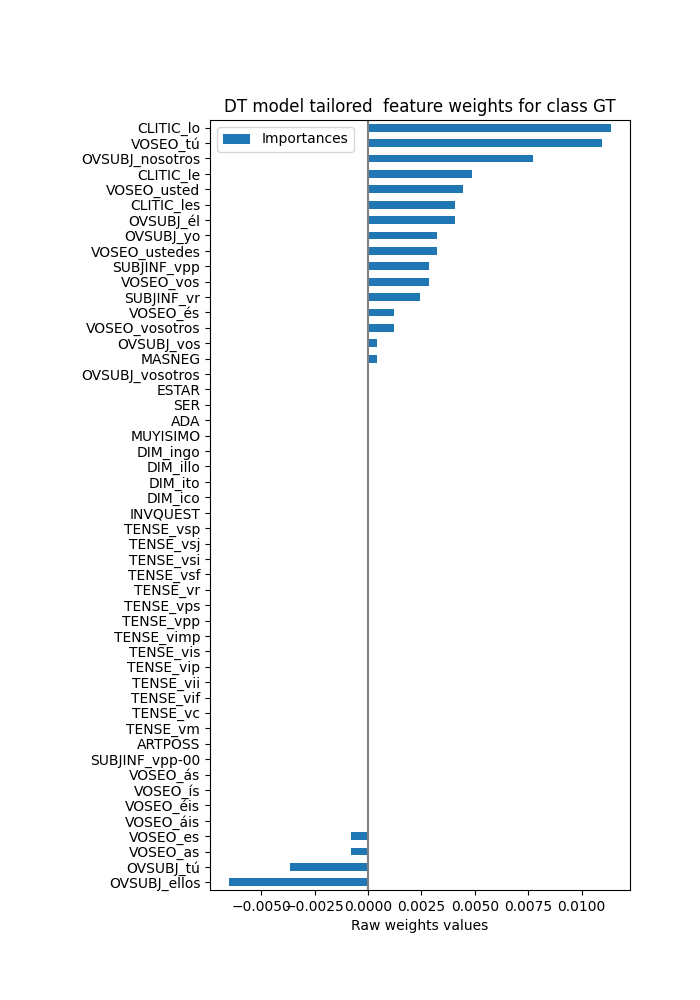 DT model tailored  feature weights for class GT
Importances
CLITIC_lo
VOSEO_tú
OVSUBJ_nosotros
CLITIC_le
VOSEO_usted
CLITIC_les
OVSUBJ_él
OVSUBJ_yo
VOSEO_ustedes
SUBJINF_vpp
VOSEO_vos
SUBJINF_vr
VOSEO_és
VOSEO_vosotros
OVSUBJ_vos
MASNEG
OVSUBJ_vosotros
ESTAR
SER
ADA
MUYISIMO
DIM_ingo
DIM_illo
DIM_ito
DIM_ico
INVQUEST
TENSE_vsp
TENSE_vsj
TENSE_vsi
TENSE_vsf
TENSE_vr
TENSE_vps
TENSE_vpp
TENSE_vimp
TENSE_vis
TENSE_vip
TENSE_vii
TENSE_vif
TENSE_vc
TENSE_vm
ARTPOSS
SUBJINF_vpp-00
VOSEO_ás
VOSEO_ís
VOSEO_éis
VOSEO_áis
VOSEO_es
VOSEO_as
OVSUBJ_tú
OVSUBJ_ellos
−0.0050 −0.0025 0.0000 0.0025 0.0050 0.0075 0.0100
Raw weights values